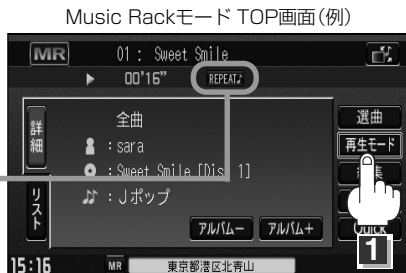 Music Rackモード TOP画面(例)
MR 01: Sweet Smile
00'16" REPEAT♪
詳細
全曲
選曲
: sara
再生モード
: Sweet Smile [Disc 1]
リスト
: Jポップ
アルバム− アルバム+
Quick
1
15:16 MR 東京都港区北青山